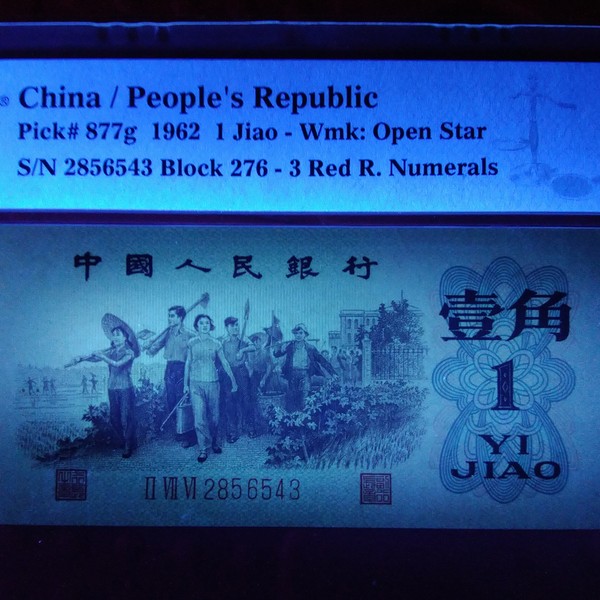 ® China / People's Republic
Pick# 877g 1962 1 Jiao - Wmk: Open Star
S/N 2856543 Block 276 - 3 Red R. Numerals
中國人民銀行
壹角
1
YI
JIAO
II VII VI 2856543